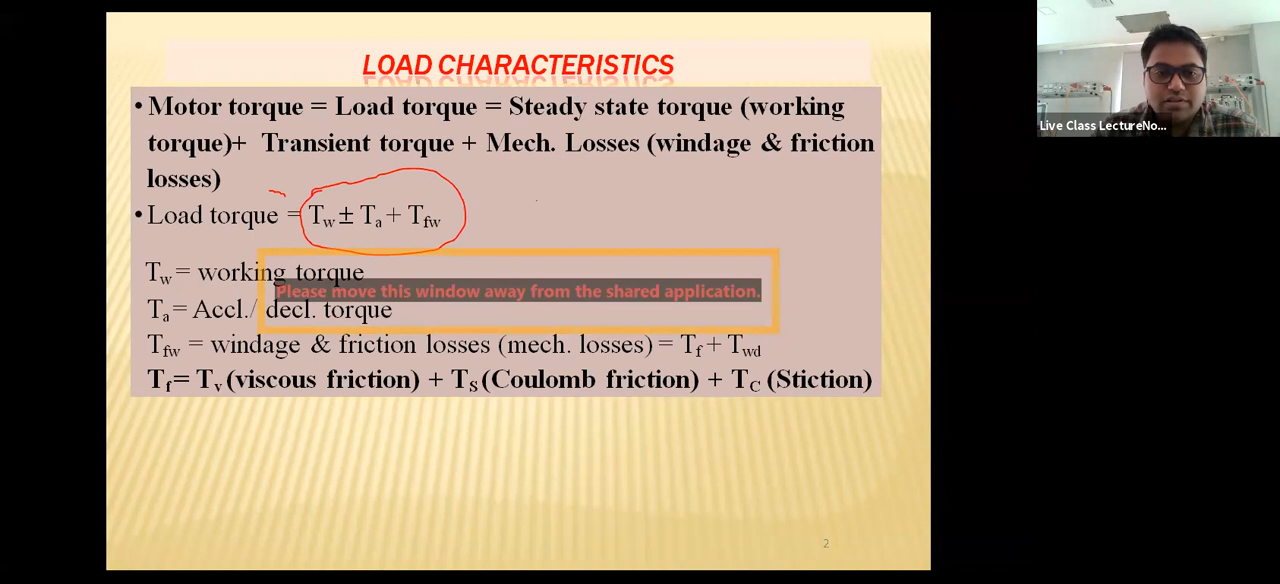 LOAD CHARACTERISTICS
• Motor torque = Load torque = Steady state torque (working
torque)+ Transient torque + Mech. Losses (windage & friction
losses)
• Load torque = Tw ± Ta + Tfw
Tw = working torque
Please move this window away from the shared application.
Ta = Accl./ decl. torque
Tfw = windage & friction losses (mech. losses) = Tf + Twd
Tf = Tv (viscous friction) + TS (Coulomb friction) + TC (Stiction)
2
Live Class LectureNo...